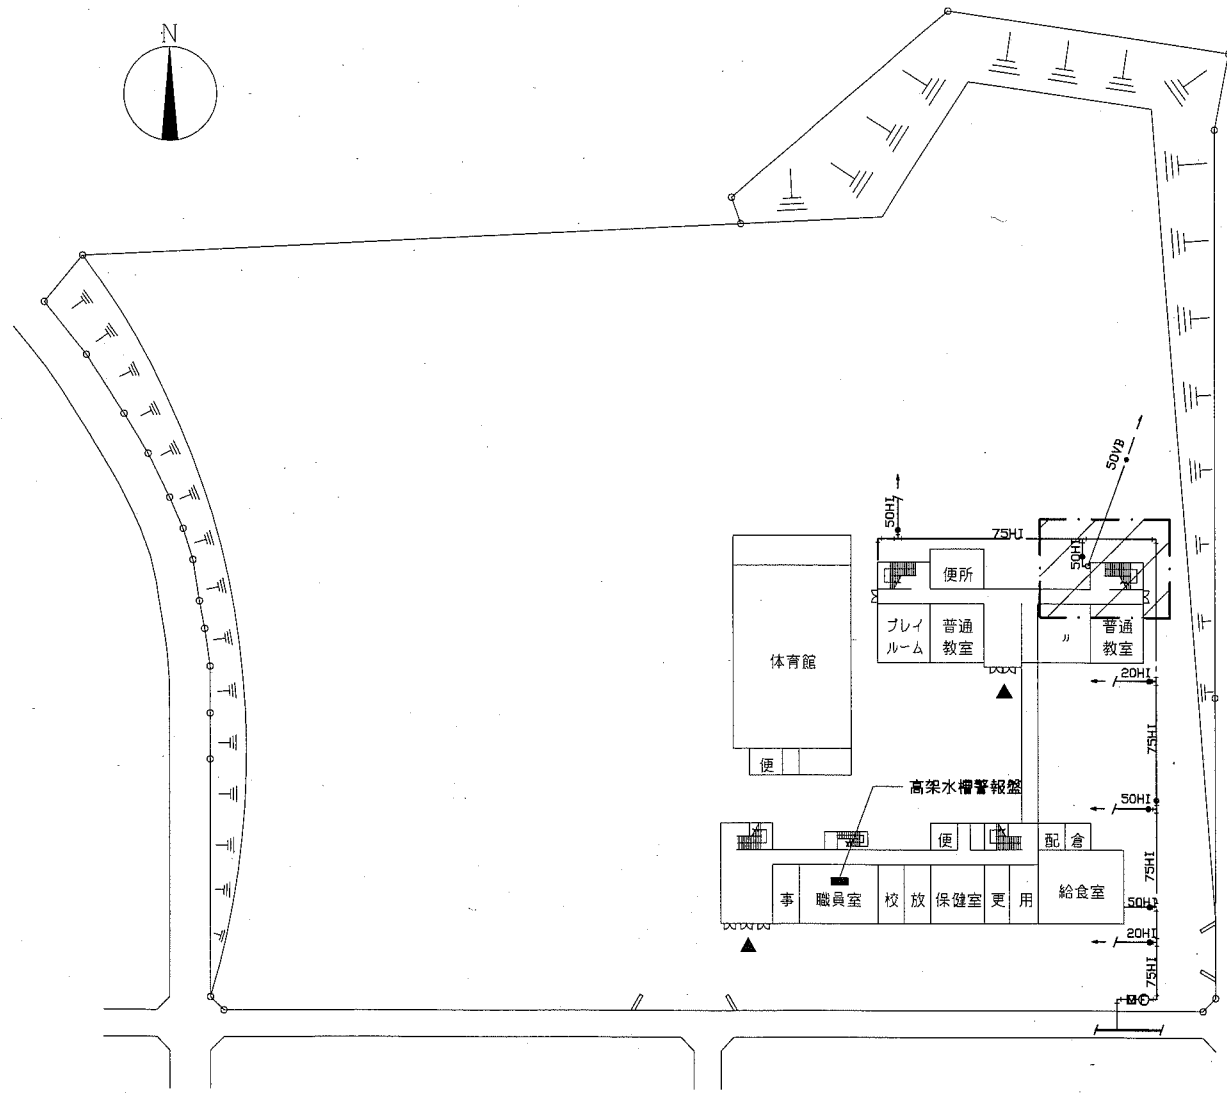 N
50VB
50HI
75HI
50HI
便所
プレイ
ルーム
普通
教室
〃
普通
教室
体育館
20HI
75HI
便
高架水槽警報盤
50HI
便
配
倉
75HI
事
職員室
校
放
保健室
更
用
給食室
50HI
20HI
75HI
M